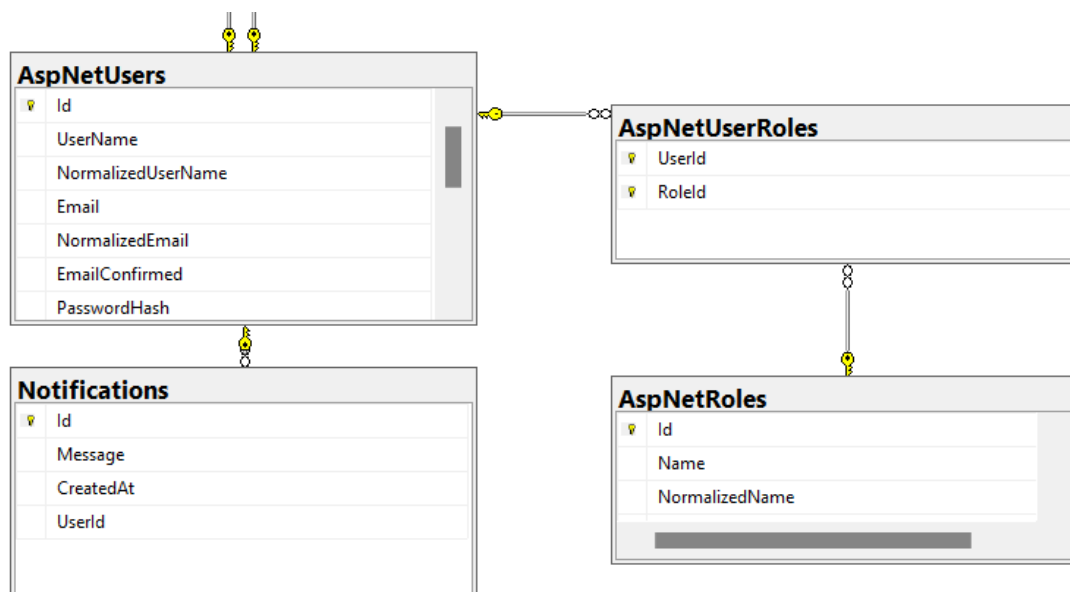 AspNetUsers
Id
UserName
NormalizedUserName
Email
NormalizedEmail
EmailConfirmed
PasswordHash
AspNetUserRoles
UserId
RoleId
Notifications
Id
Message
CreatedAt
UserId
AspNetRoles
Id
Name
NormalizedName